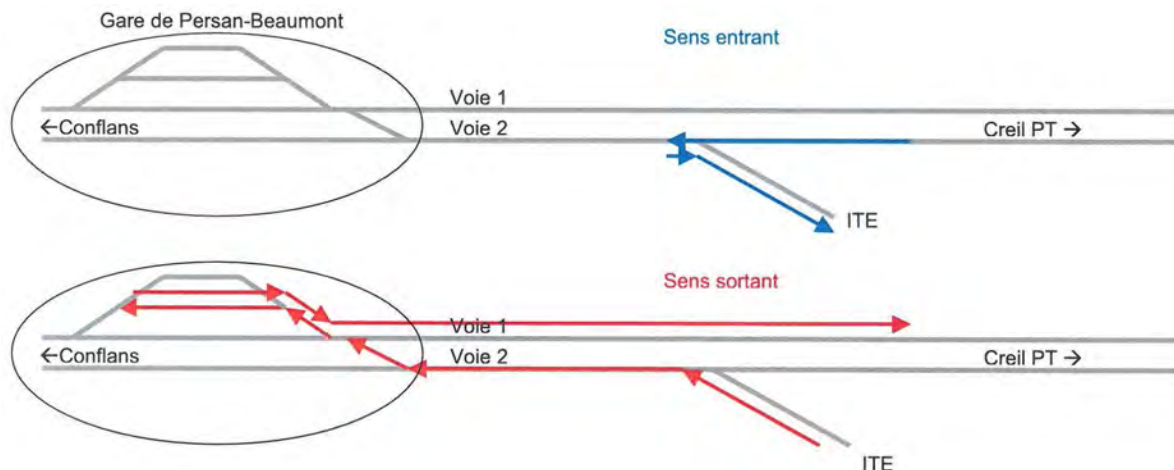 Gare de Persan-Beaumont
Sens entrant
Voie 1
←Conflans
Voie 2
Creil PT →
ITE
Sens sortant
Voie 1
←Conflans
Voie 2
Creil PT →
ITE